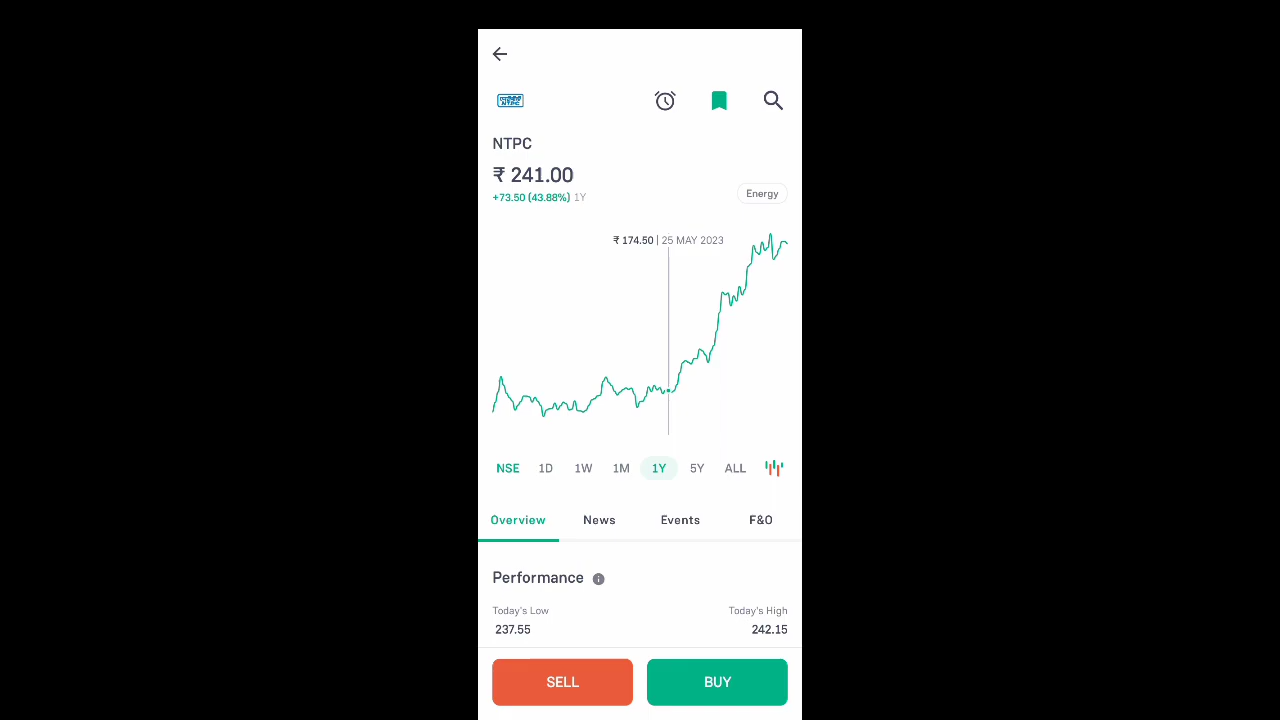 NTPC
NTPC
₹ 241.00
+73.50 (43.88%) 1Y
Energy
₹ 174.50 | 25 MAY 2023
NSE 1D 1W 1M 1Y 5Y ALL
Overview News Events F&O
Performance
Today's Low Today's High
237.55 242.15
SELL BUY